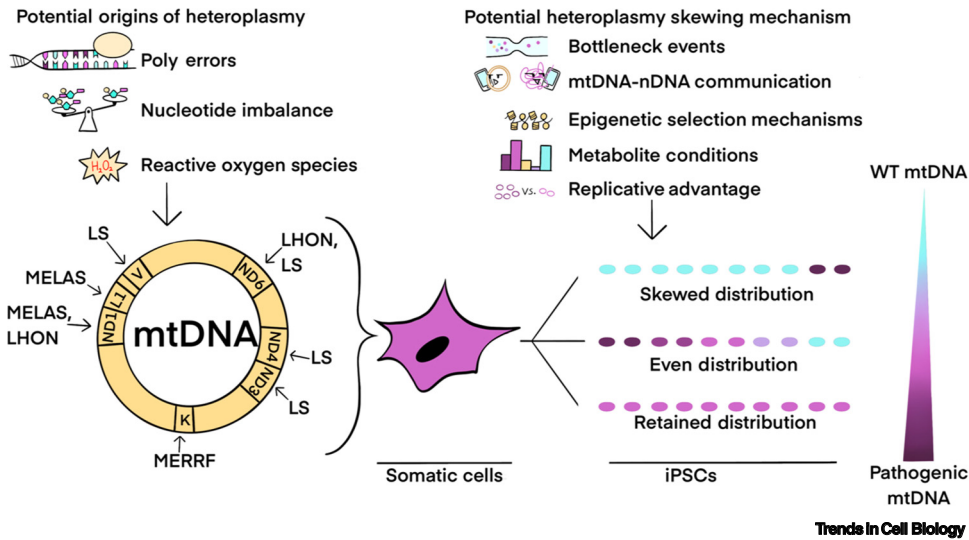 Potential origins of heteroplasmy
Poly errors
Nucleotide imbalance
H₂O₂
Reactive oxygen species
Potential heteroplasmy skewing mechanism
Bottleneck events
mtDNA-nDNA communication
Epigenetic selection mechanisms
Metabolite conditions
vs.
Replicative advantage
LS
MELAS
MELAS,
LHON
LHON,
LS
LS
LS
MERRF
V
L1
ND1
ND6
ND4
ND3
K
mtDNA
Somatic cells
Skewed distribution
Even distribution
Retained distribution
iPSCs
WT mtDNA
Pathogenic
mtDNA
Trends in Cell Biology